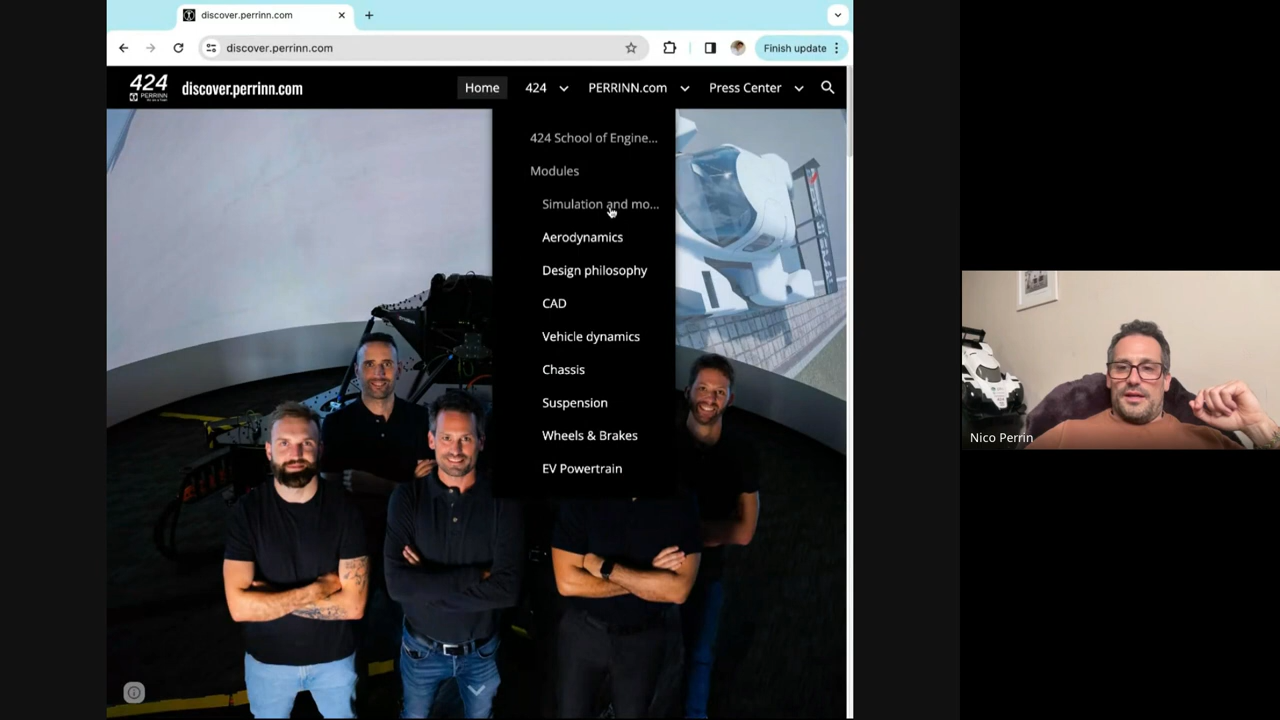 discover.perrinn.com
discover.perrinn.com
Finish update
424
PERRINN
discover.perrinn.com
Home
424
PERRINN.com
Press Center
424 School of Engine...
Modules
Simulation and mo...
Aerodynamics
Design philosophy
CAD
Vehicle dynamics
Chassis
Suspension
Wheels & Brakes
EV Powertrain
Nico Perrin